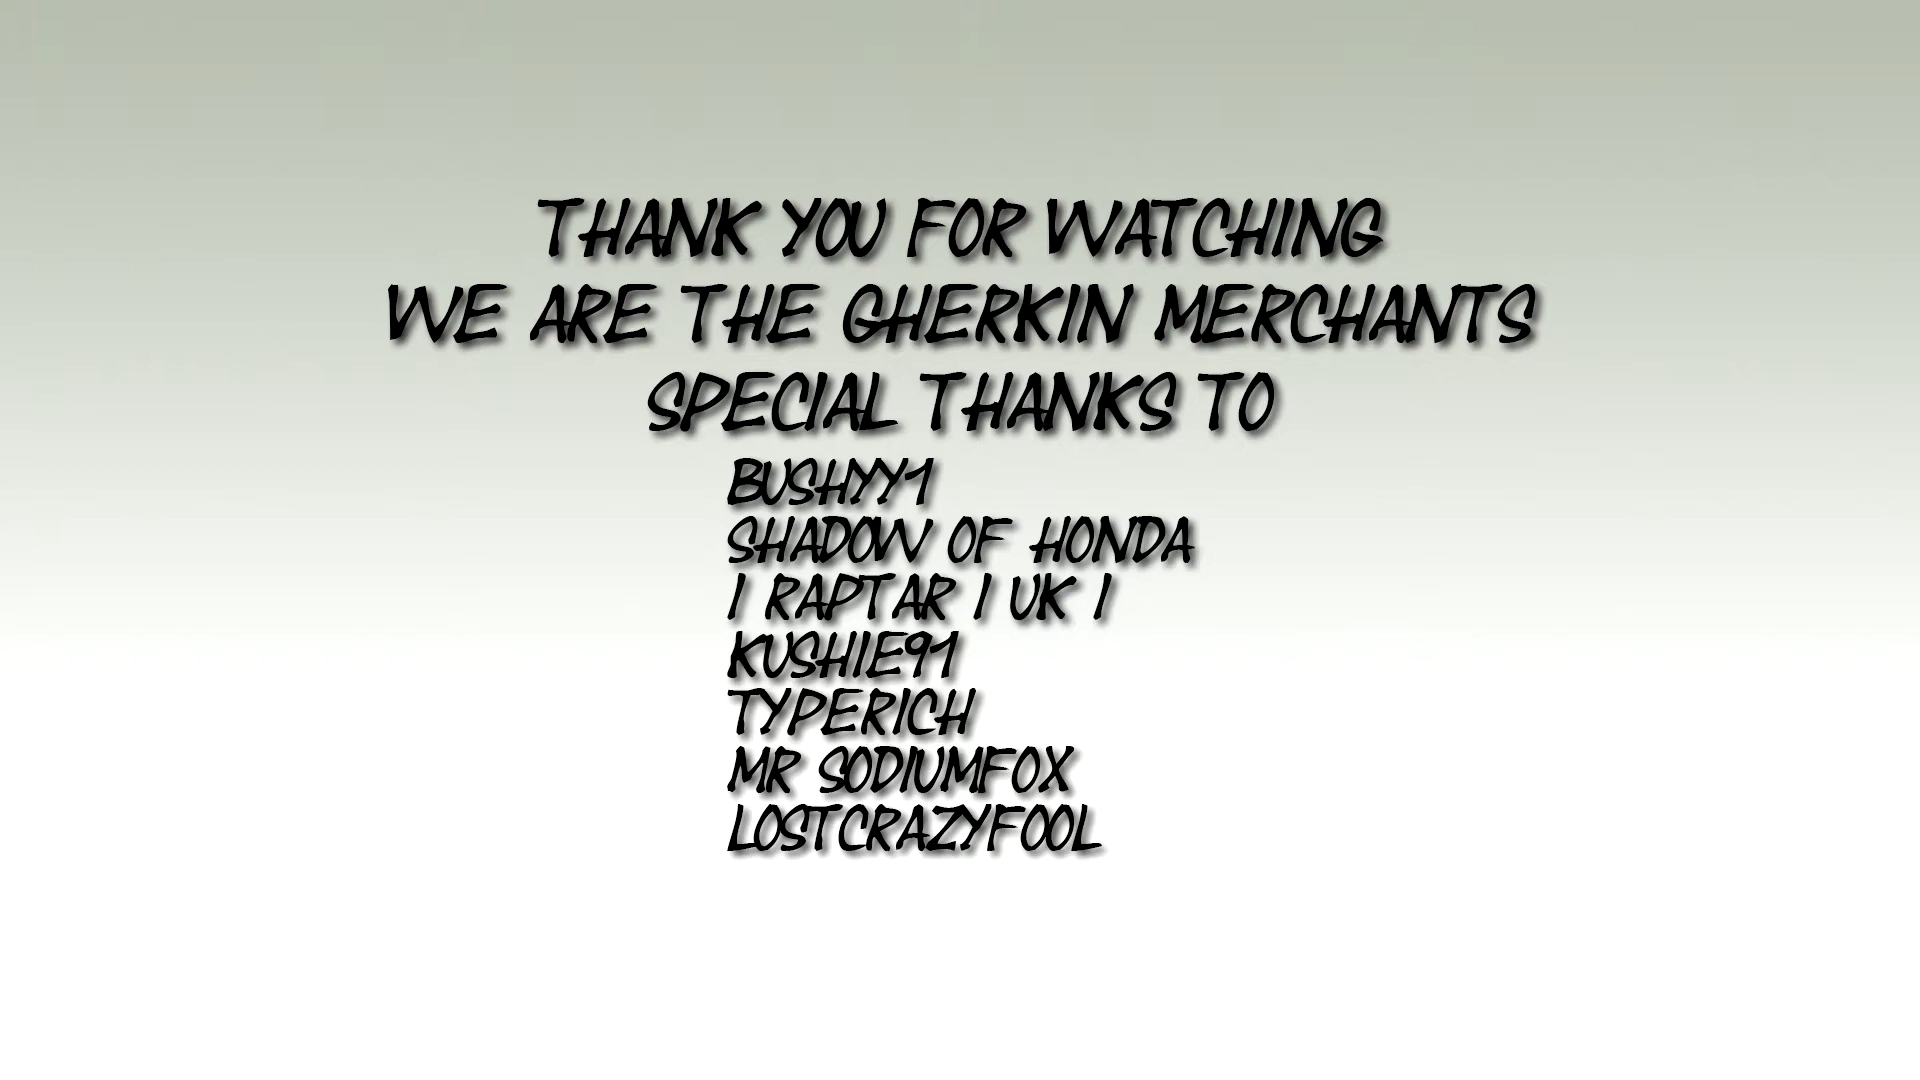 THANK YOU FOR WATCHING
WE ARE THE GHERKIN MERCHANTS
SPECIAL THANKS TO
BUSHYY1
SHADOW OF HONDA
I RAPTAR I UK I
KUSHIE91
TYPERICH
MR SODIUMFOX
LOSTCRAZYFOOL